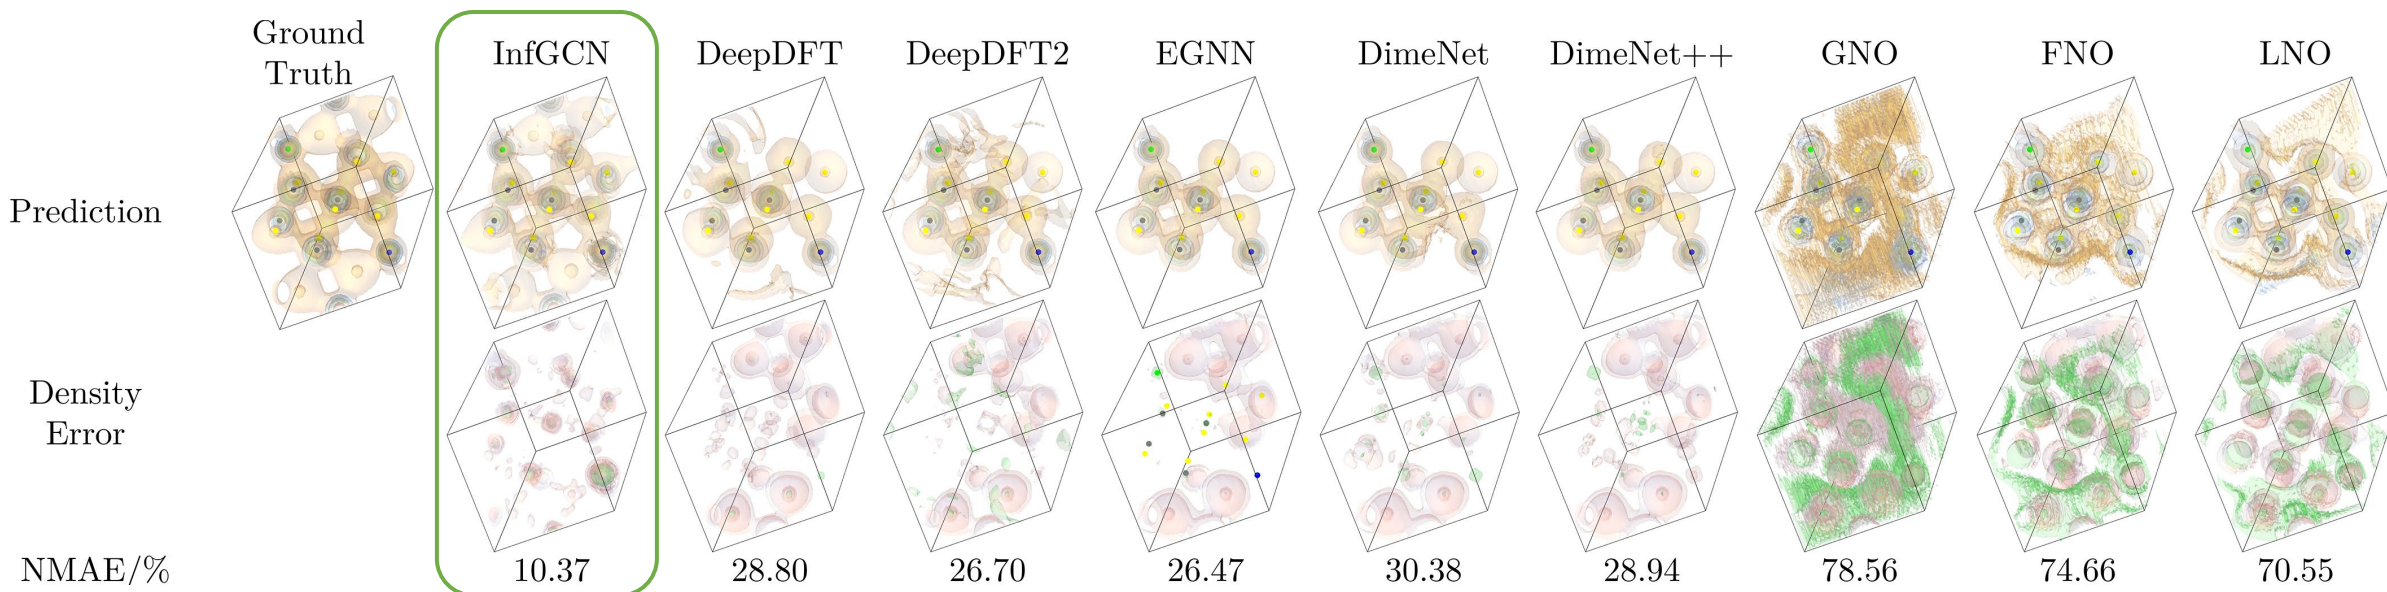 Ground
Truth
InfGCN
DeepDFT
DeepDFT2
EGNN
DimeNet
DimeNet++
GNO
FNO
LNO
Prediction
Density
Error
NMAE/%
10.37
28.80
26.70
26.47
30.38
28.94
78.56
74.66
70.55